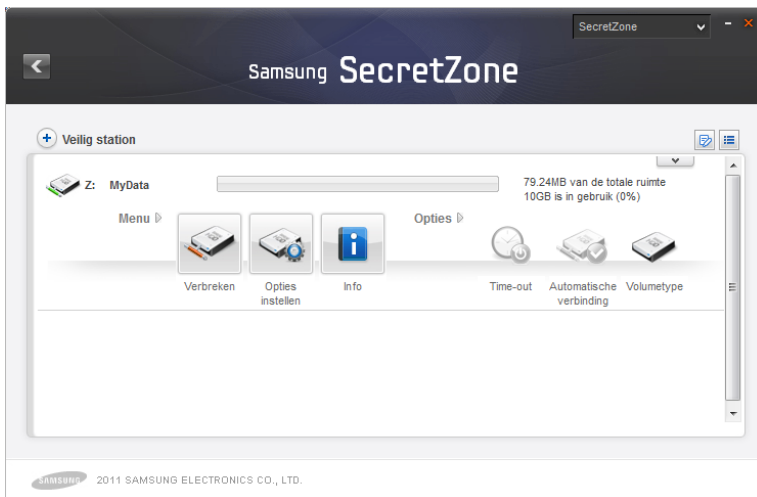 SecretZone
Samsung SecretZone
Veilig station
Z: MyData
79.24MB van de totale ruimte
10GB is in gebruik (0%)
Menu
Opties
Verbreken
Opties
instellen
Info
Time-out
Automatische
verbinding
Volumetype
SAMSUNG
2011 SAMSUNG ELECTRONICS CO., LTD.